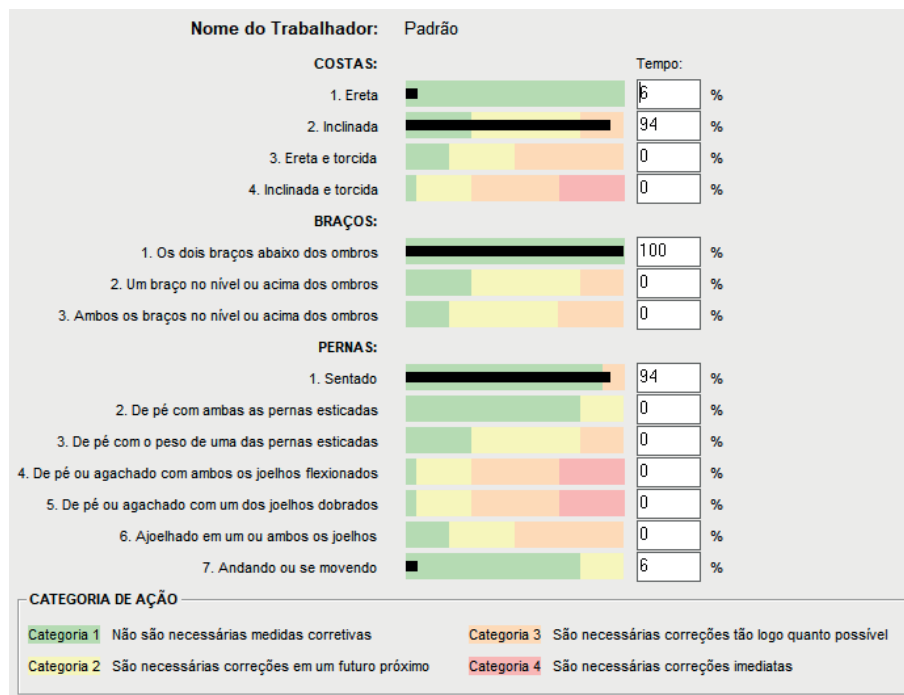 Nome do Trabalhador: Padrão
COSTAS: Tempo:
1. Ereta 6 %
2. Inclinada 94 %
3. Ereta e torcida 0 %
4. Inclinada e torcida 0 %
BRAÇOS:
1. Os dois braços abaixo dos ombros 100 %
2. Um braço no nível ou acima dos ombros 0 %
3. Ambos os braços no nível ou acima dos ombros 0 %
PERNAS:
1. Sentado 94 %
2. De pé com ambas as pernas esticadas 0 %
3. De pé com o peso de uma das pernas esticadas 0 %
4. De pé ou agachado com ambos os joelhos flexionados 0 %
5. De pé ou agachado com um dos joelhos dobrados 0 %
6. Ajoelhado em um ou ambos os joelhos 0 %
7. Andando ou se movendo 6 %
CATEGORIA DE AÇÃO
Categoria 1 Não são necessárias medidas corretivas Categoria 3 São necessárias correções tão logo quanto possível
Categoria 2 São necessárias correções em um futuro próximo Categoria 4 São necessárias correções imediatas